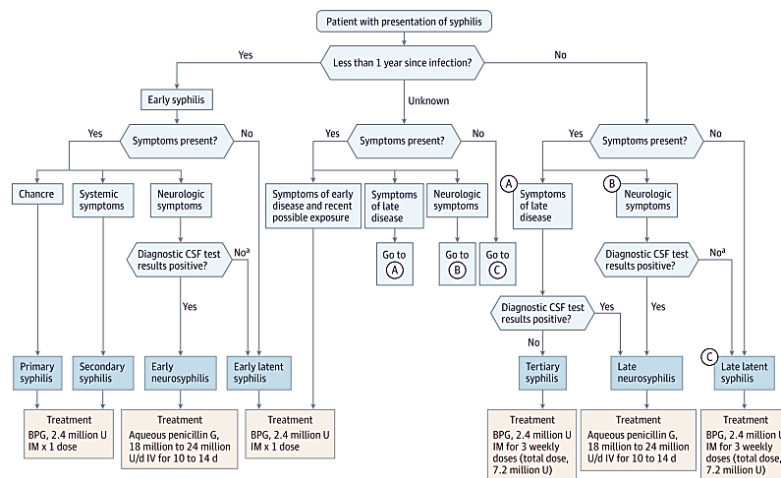 Patient with presentation of syphilis
Yes
Less than 1 year since infection?
No
Early syphilis
Unknown
Yes
Symptoms present?
No
Yes
Symptoms present?
No
Yes
Symptoms present?
No
Chancre
Systemic
symptoms
Neurologic
symptoms
Symptoms of early
disease and recent
possible exposure
Symptoms
of late
disease
Neurologic
symptoms
A
Symptoms
of late
disease
B
Neurologic
symptoms
Diagnostic CSF test
results positive?
Noᵃ
Go to
A
Go to
B
Go to
C
Diagnostic CSF test
results positive?
Noᵃ
Yes
Diagnostic CSF test
results positive?
Yes
Yes
No
Primary
syphilis
Secondary
syphilis
Early
neurosyphilis
Early latent
syphilis
Tertiary
syphilis
Late
neurosyphilis
C
Late latent
syphilis
Treatment
BPG, 2.4 million U
IM x 1 dose
Treatment
Aqueous penicillin G,
18 million to 24 million
U/d IV for 10 to 14 d
Treatment
BPG, 2.4 million U
IM x 1 dose
Treatment
BPG, 2.4 million U
IM for 3 weekly
doses (total dose,
7.2 million U)
Treatment
Aqueous penicillin G,
18 million to 24 million
U/d IV for 10 to 14 d
Treatment
BPG, 2.4 million U
IM for 3 weekly
doses (total dose,
7.2 million U)